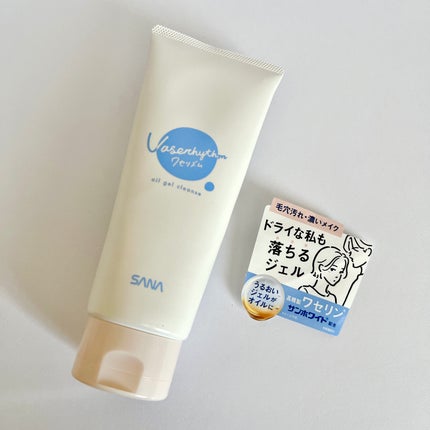 Vaserhythm
ワセリズム
oil gel cleanse
SANA
毛穴汚れ・濃いメイク
ドライな私も
落ちる
ジェル
うるおい
ジェルが
オイルに
高精製 ワセリン
サンホワイト配合